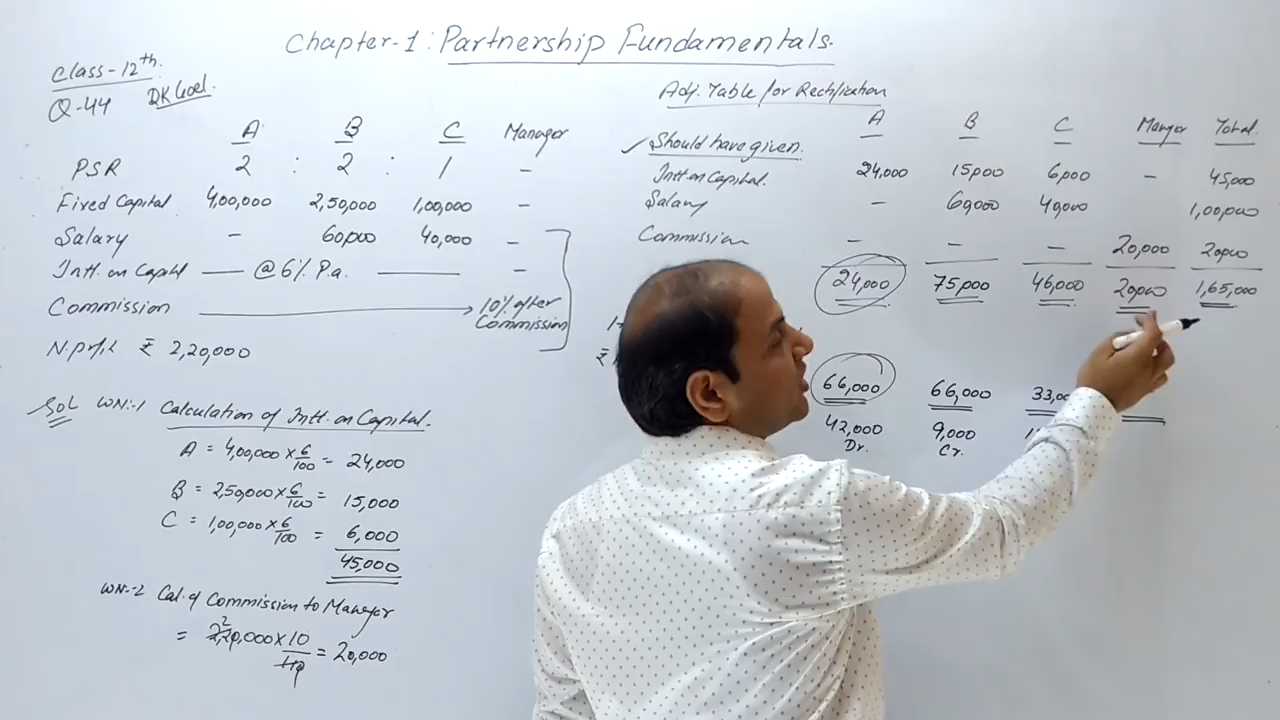 Chapter-1: Partnership Fundamentals.
Class-12th.
Q-44 DK Goel.
A B C Manager
PSR 2 : 2 : 1 -
Fixed Capital 4,00,000 2,50,000 1,00,000 -
Salary - 60,000 40,000 -
Intt. on Capital @ 6% P.a. -
Commission 10% after Commission
N. profit ₹ 2,20,000
Sol WN:-1 Calculation of Intt. on Capital.
A = 4,00,000 × 6/100 = 24,000
B = 2,50,000 × 6/100 = 15,000
C = 1,00,000 × 6/100 = 6,000
45,000
WN:-2 Cal. of Commission to Manager
= 2,20,000 × 10/110 = 20,000
Adj. Table for Rectification
A B C Manger Total
✓ Should have given.
Intt. on Capital. 24,000 15,000 6,000 - 45,000
Salary - 60,000 40,000 1,00,000
Commission - - - 20,000 20,000
24,000 75,000 46,000 20,000 1,65,000
66,000 66,000
42,000 Dr. 9,000 Cr.